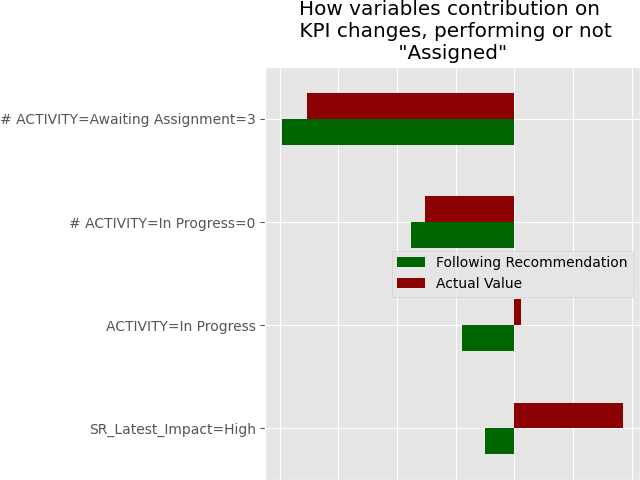 How variables contribution on
KPI changes, performing or not
"Assigned"
# ACTIVITY=Awaiting Assignment=3
# ACTIVITY=In Progress=0
Following Recommendation
Actual Value
ACTIVITY=In Progress
SR_Latest_Impact=High